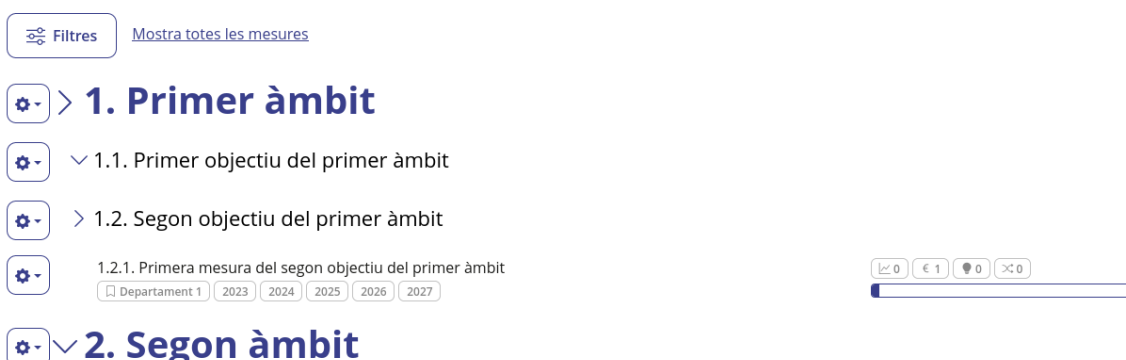 Filtres Mostra totes les mesures
1. Primer àmbit
1.1. Primer objectiu del primer àmbit
1.2. Segon objectiu del primer àmbit
1.2.1. Primera mesura del segon objectiu del primer àmbit
0 € 1 0 0
Departament 1 2023 2024 2025 2026 2027
2. Segon àmbit